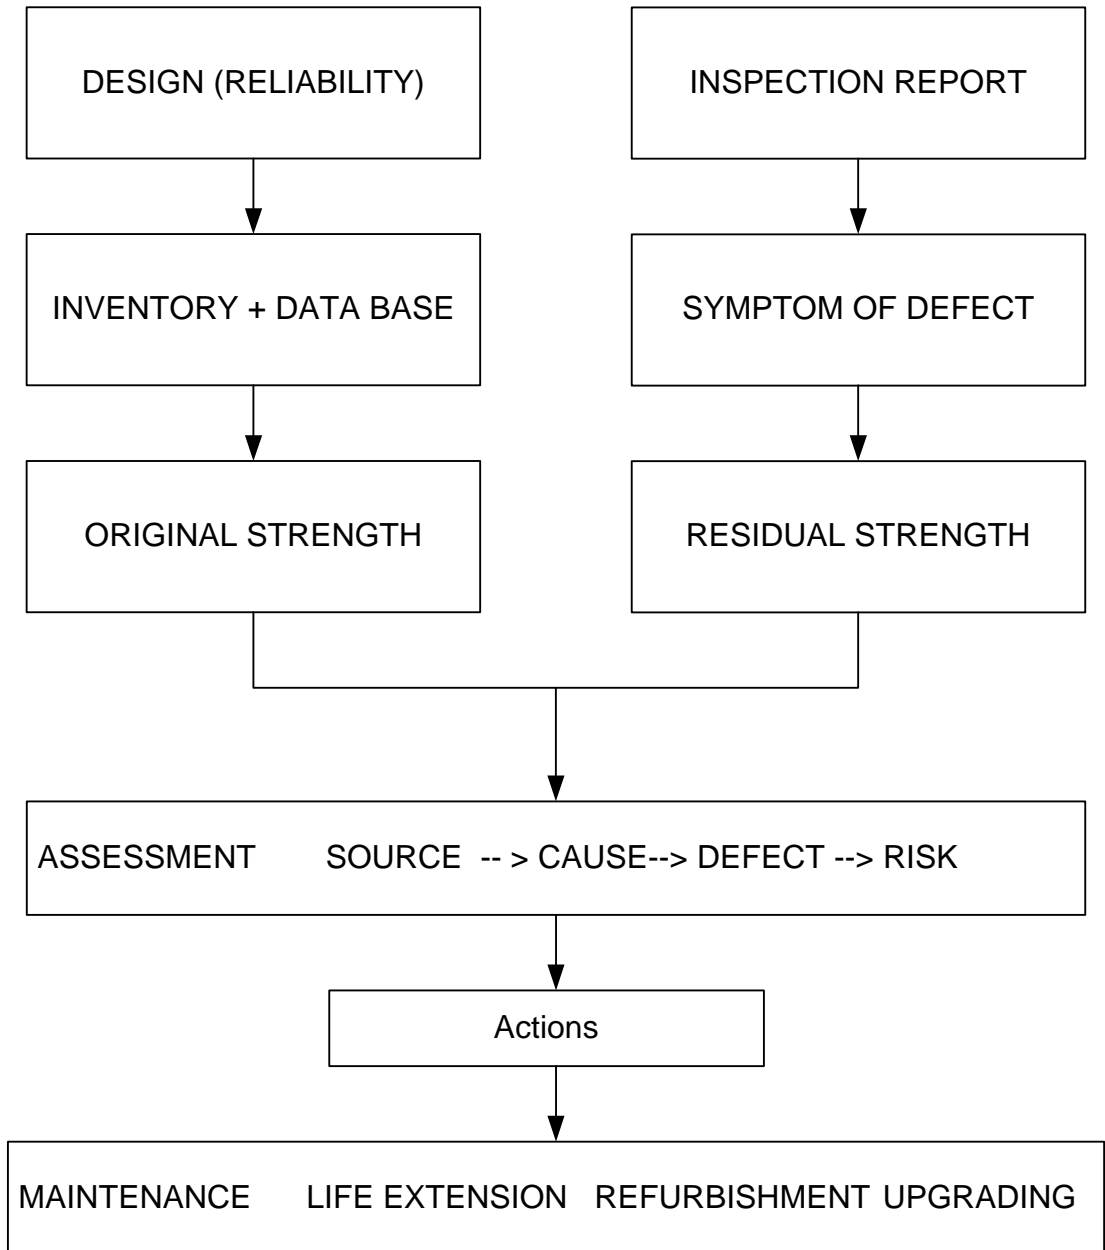 DESIGN (RELIABILITY)
INSPECTION REPORT
INVENTORY + DATA BASE
SYMPTOM OF DEFECT
ORIGINAL STRENGTH
RESIDUAL STRENGTH
ASSESSMENT SOURCE -- > CAUSE--> DEFECT --> RISK
Actions
MAINTENANCE LIFE EXTENSION REFURBISHMENT UPGRADING